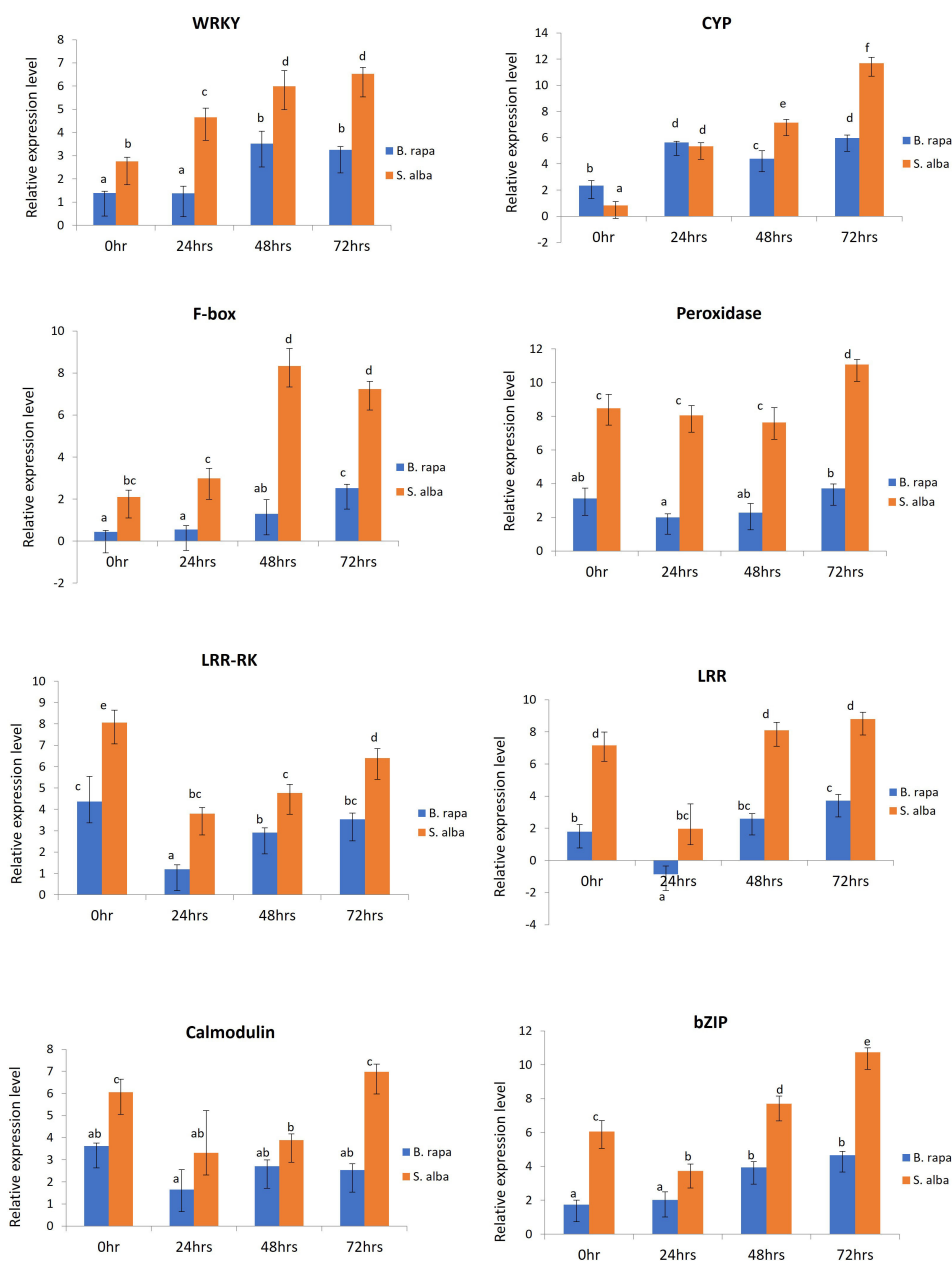 WRKY
Relative expression level
8
7
6
5
4
3
2
1
0
a
b
a
c
b
d
b
d
0hr 24hrs 48hrs 72hrs
B. rapa
S. alba
CYP
Relative expression level
14
12
10
8
6
4
2
0
-2
b
a
d
d
c
e
d
f
0hr 24hrs 48hrs 72hrs
B. rapa
S. alba
F-box
Relative expression level
10
8
6
4
2
0
-2
a
bc
a
c
ab
d
c
d
0hr 24hrs 48hrs 72hrs
B. rapa
S. alba
Peroxidase
Relative expression level
12
10
8
6
4
2
0
ab
c
a
c
ab
c
b
d
0hr 24hrs 48hrs 72hrs
B. rapa
S. alba
LRR-RK
Relative expression level
10
9
8
7
6
5
4
3
2
1
0
c
e
a
bc
b
c
bc
d
0hr 24hrs 48hrs 72hrs
B. rapa
S. alba
LRR
Relative expression level
10
8
6
4
2
0
-2
-4
b
d
a
bc
bc
d
c
d
0hr 24hrs 48hrs 72hrs
B. rapa
S. alba
Calmodulin
Relative expression level
8
7
6
5
4
3
2
1
0
ab
c
a
ab
ab
b
ab
c
0hr 24hrs 48hrs 72hrs
B. rapa
S. alba
bZIP
Relative expression level
12
10
8
6
4
2
0
a
c
a
b
b
d
b
e
0hr 24hrs 48hrs 72hrs
B. rapa
S. alba